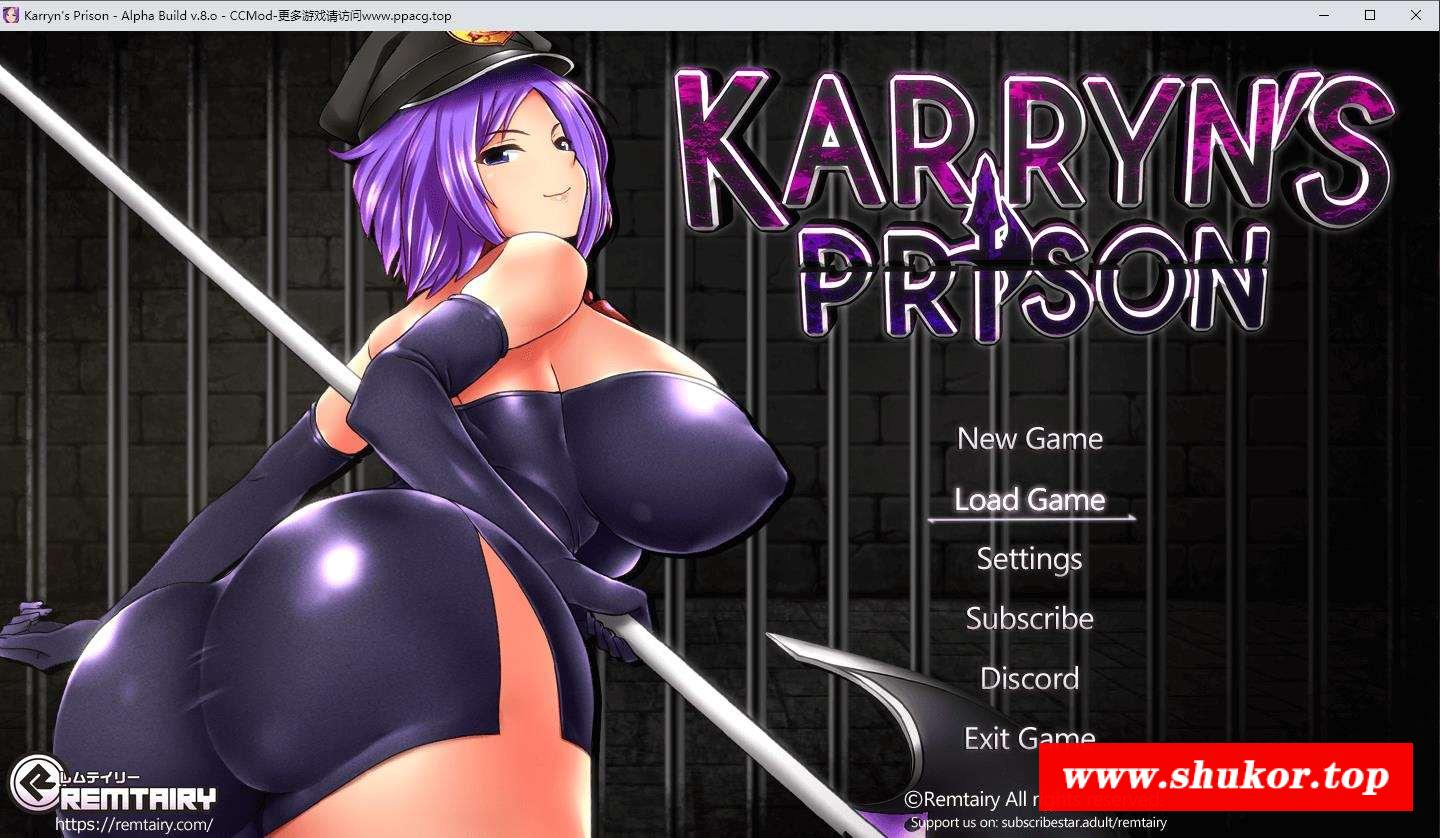 Karryn's Prison - Alpha Build v.8.o - CCMod-更多游戏请访问www.ppacg.top
KARRYN'S
PRISON
New Game
Load Game
Settings
Subscribe
Discord
Exit Game
www.shukor.top
レムテイリー
REMTAIRY
https://remtairy.com/
©Remtairy All rights reserved.
Support us on: subscribestar.adult/remtairy